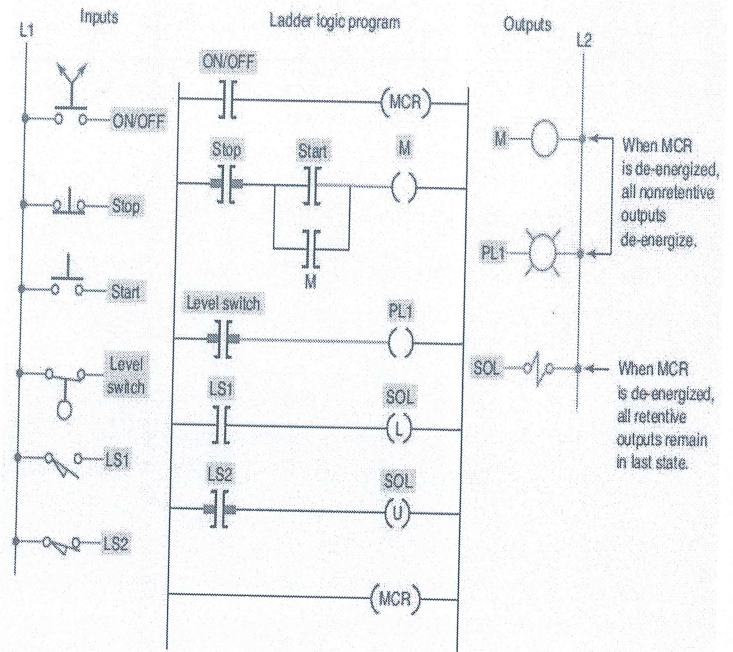 Inputs
Ladder logic program
Outputs
L1
L2
ON/OFF
ON/OFF
MCR
M
When MCR
is de-energized,
all nonretentive
outputs
de-energize.
Stop
Start
M
Stop
M
PL1
Start
Level switch
PL1
Level
switch
SOL
When MCR
is de-energized,
all retentive
outputs remain
in last state.
LS1
SOL
L
LS1
LS2
SOL
U
LS2
MCR